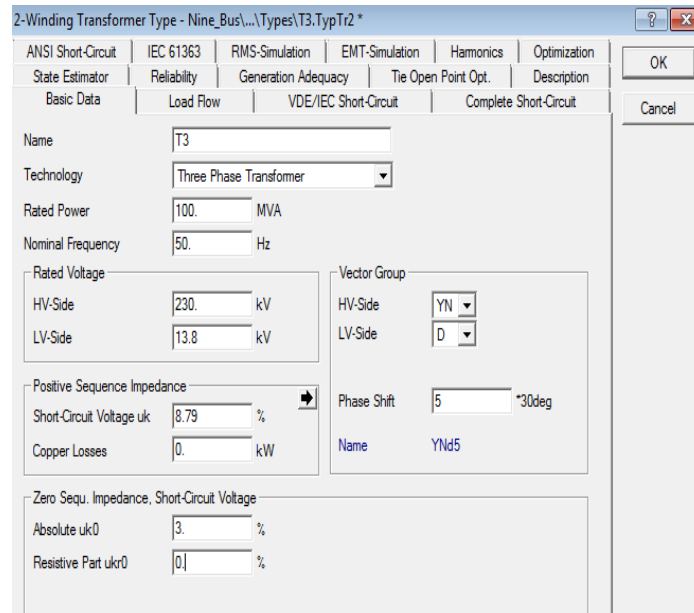 2-Winding Transformer Type - Nine_Bus\...\Types\T3.TypTr2 *
ANSI Short-Circuit IEC 61363 RMS-Simulation EMT-Simulation Harmonics Optimization
OK
State Estimator Reliability Generation Adequacy Tie Open Point Opt. Description
Basic Data Load Flow VDE/IEC Short-Circuit Complete Short-Circuit
Cancel
Name T3
Technology Three Phase Transformer
Rated Power 100. MVA
Nominal Frequency 50. Hz
Rated Voltage
HV-Side 230. kV
LV-Side 13.8 kV
Vector Group
HV-Side YN
LV-Side D
Positive Sequence Impedance
Short-Circuit Voltage uk 8.79 %
Copper Losses 0. kW
Phase Shift 5 *30deg
Name YNd5
Zero Sequ. Impedance, Short-Circuit Voltage
Absolute uk0 3. %
Resistive Part ukr0 0. %